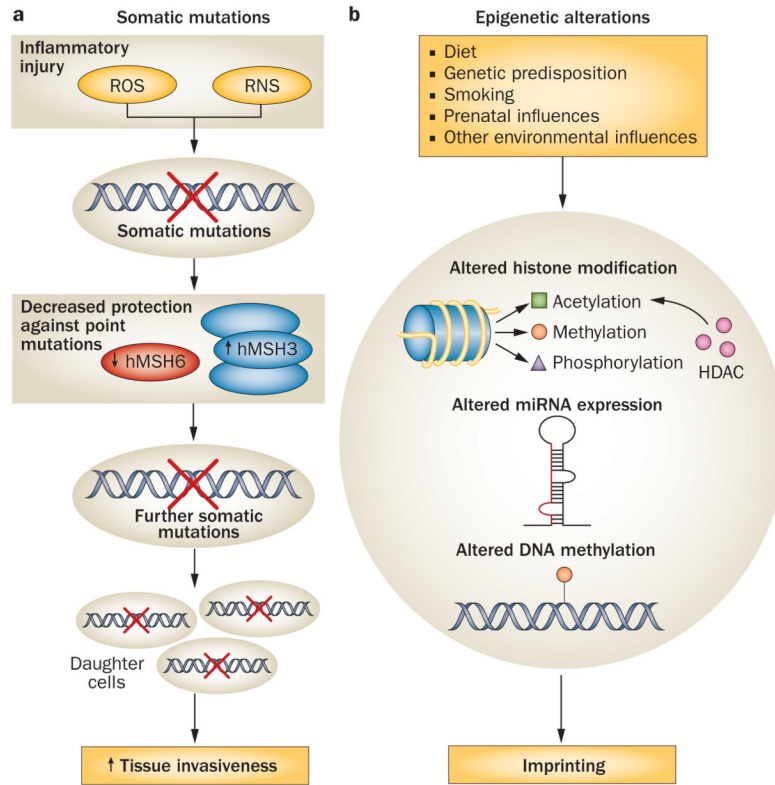 a
Somatic mutations
Inflammatory
injury
ROS
RNS
Somatic mutations
Decreased protection
against point
mutations
↓ hMSH6
↑ hMSH3
Further somatic
mutations
Daughter
cells
↑ Tissue invasiveness
b
Epigenetic alterations
▪ Diet
▪ Genetic predisposition
▪ Smoking
▪ Prenatal influences
▪ Other environmental influences
Altered histone modification
Acetylation
Methylation
Phosphorylation
HDAC
Altered miRNA expression
Altered DNA methylation
Imprinting